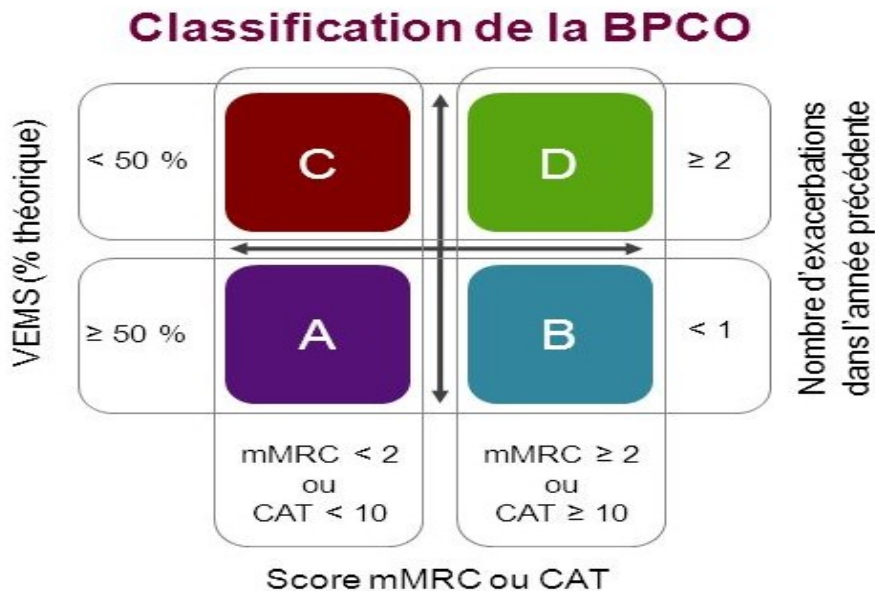 Classification de la BPCO
VEMS (% théorique)
< 50 %
C
D
≥ 2
≥ 50 %
A
B
< 1
Nombre d'exacerbations
dans l'année précédente
mMRC < 2
ou
CAT < 10
mMRC ≥ 2
ou
CAT ≥ 10
Score mMRC ou CAT